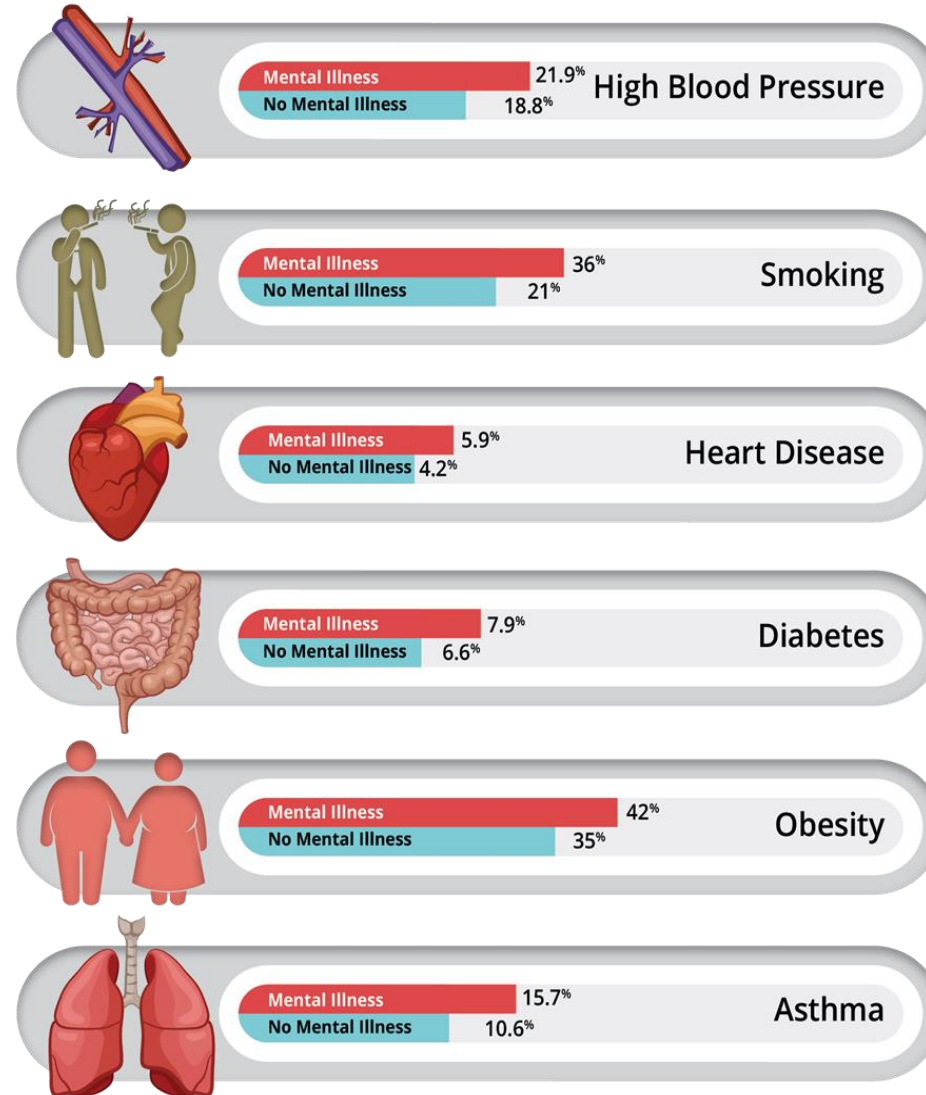 Mental Illness 21.9%
No Mental Illness 18.8%
High Blood Pressure
Mental Illness 36%
No Mental Illness 21%
Smoking
Mental Illness 5.9%
No Mental Illness 4.2%
Heart Disease
Mental Illness 7.9%
No Mental Illness 6.6%
Diabetes
Mental Illness 42%
No Mental Illness 35%
Obesity
Mental Illness 15.7%
No Mental Illness 10.6%
Asthma